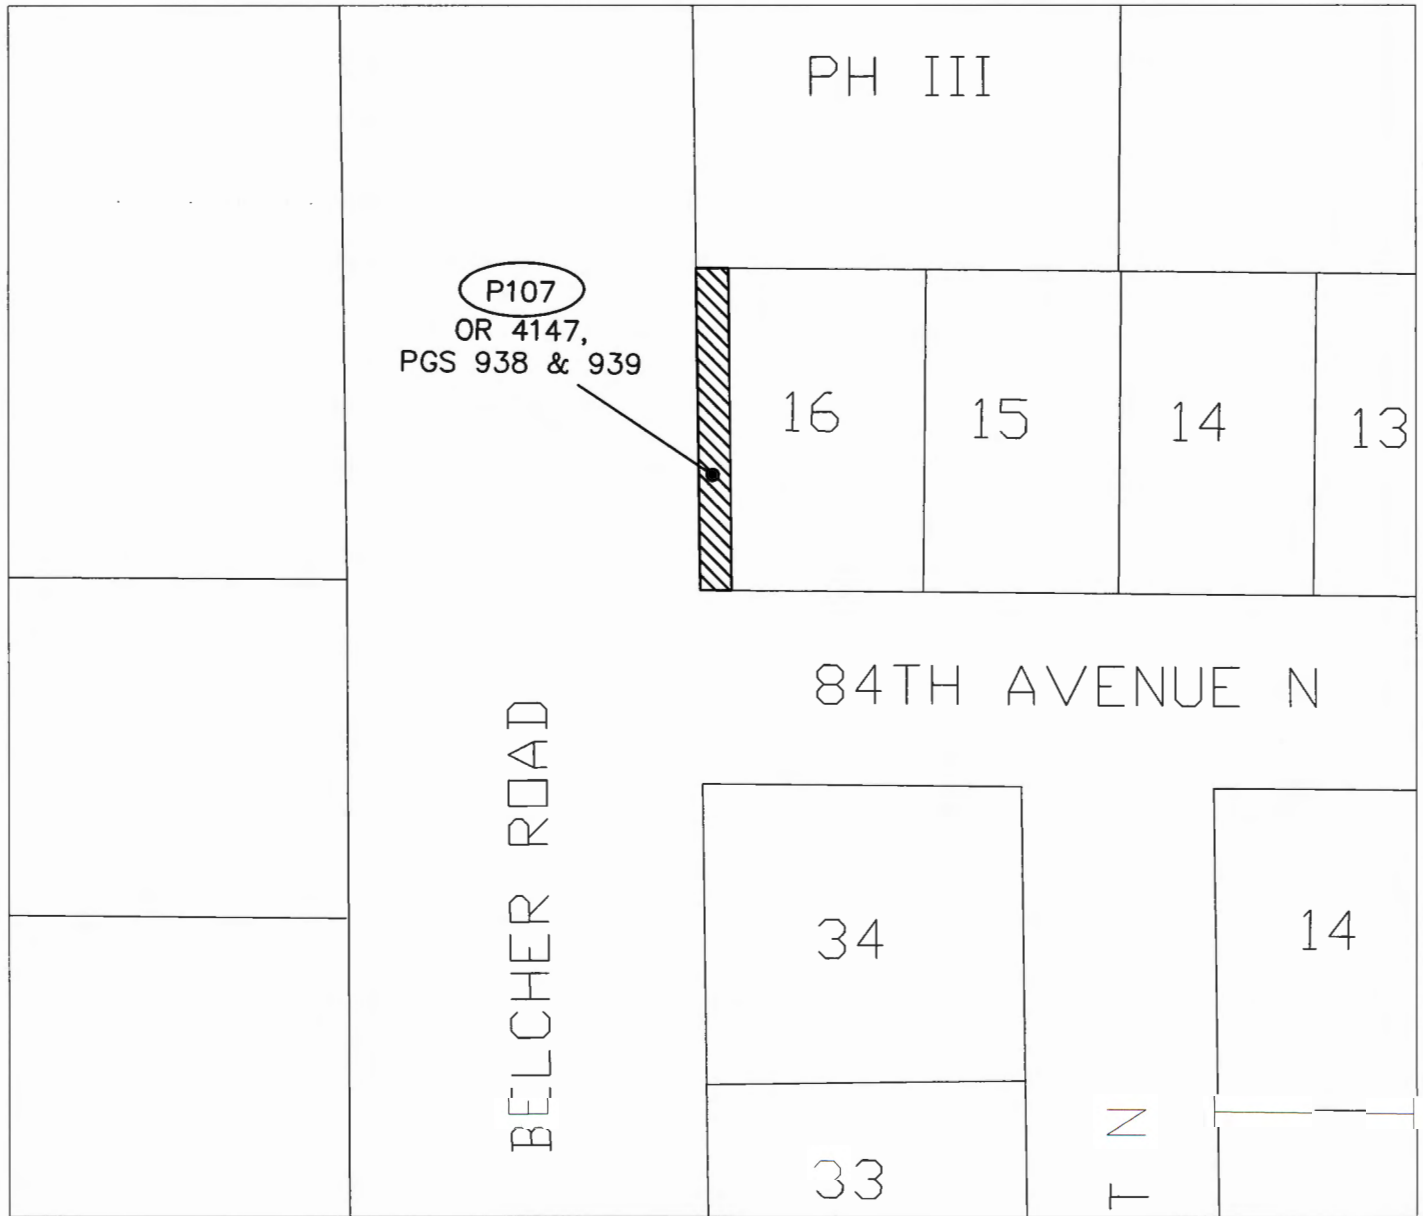 PH III
P107
OR 4147,
PGS 938 & 939
16
15
14
13
84TH AVENUE N
BELCHER ROAD
34
14
33
T N